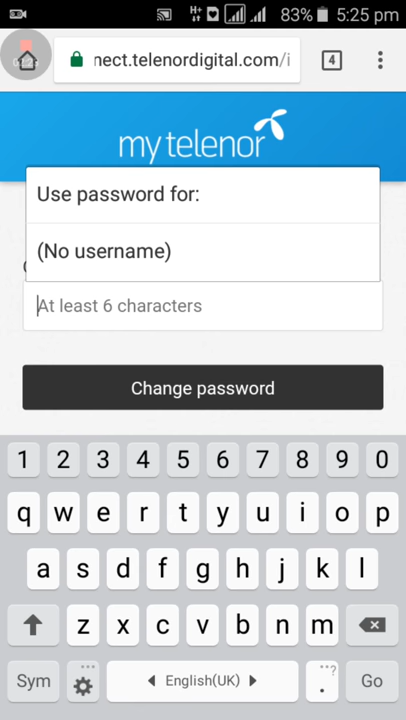 H+ 83% 5:25 pm
nect.telenordigital.com/i 4
my telenor
Use password for:
(No username)
At least 6 characters
Change password
1 2 3 4 5 6 7 8 9 0
q w e r t y u i o p
a s d f g h j k l
z x c v b n m
Sym English(UK) . ...? Go